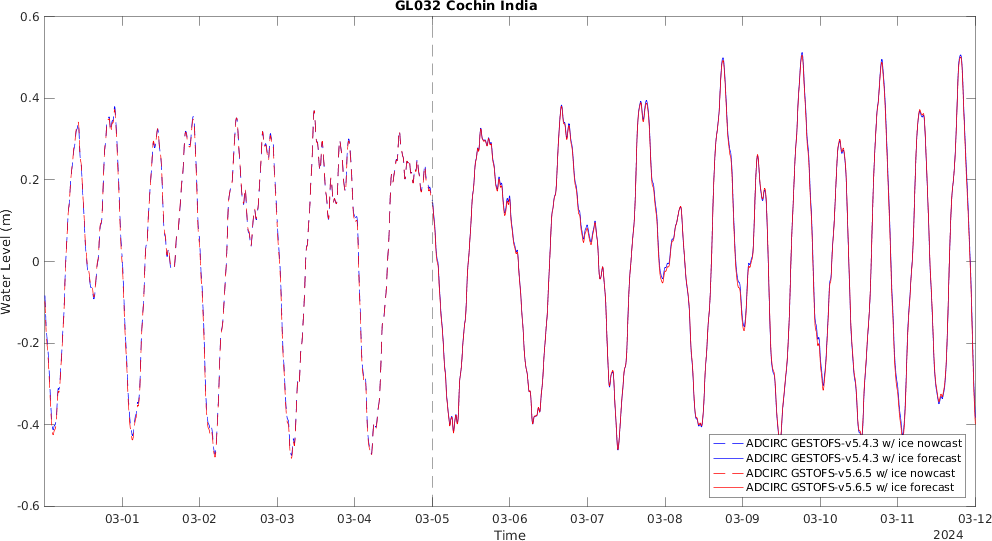 GL032 Cochin India
0.6
0.4
0.2
0
-0.2
-0.4
-0.6
Water Level (m)
ADCIRC GESTOFS-v5.4.3 w/ ice nowcast
ADCIRC GESTOFS-v5.4.3 w/ ice forecast
ADCIRC GSTOFS-v5.6.5 w/ ice nowcast
ADCIRC GSTOFS-v5.6.5 w/ ice forecast
03-01 03-02 03-03 03-04 03-05 03-06 03-07 03-08 03-09 03-10 03-11 03-12
Time
2024